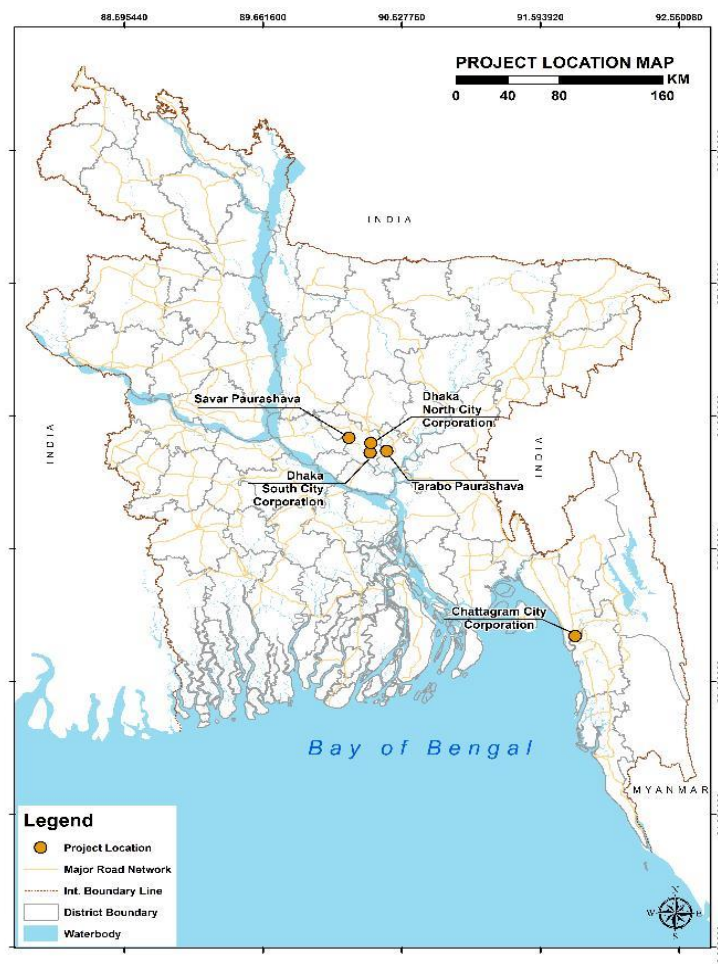 88.595440 89.661600 90.527760 91.593920 92.560080
PROJECT LOCATION MAP
KM
0 40 80 160
INDIA
Savar Paurashava
Dhaka
North City
Corporation
INDIA
INDIA
Dhaka
South City
Corporation
Tarabo Paurashava
Chattagram City
Corporation
Bay of Bengal
MYANMAR
Legend
Project Location
Major Road Network
Int. Boundary Line
District Boundary
Waterbody
N
W E
S